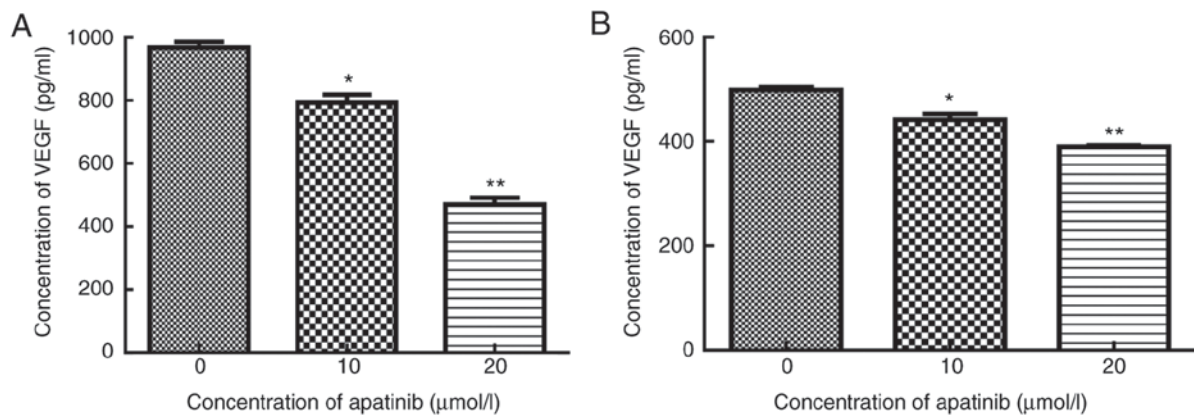 A
Concentration of VEGF (pg/ml)
1000
800
600
400
200
0
*
**
0 10 20
Concentration of apatinib (μmol/l)
B
Concentration of VEGF (pg/ml)
600
400
200
0
*
**
0 10 20
Concentration of apatinib (μmol/l)